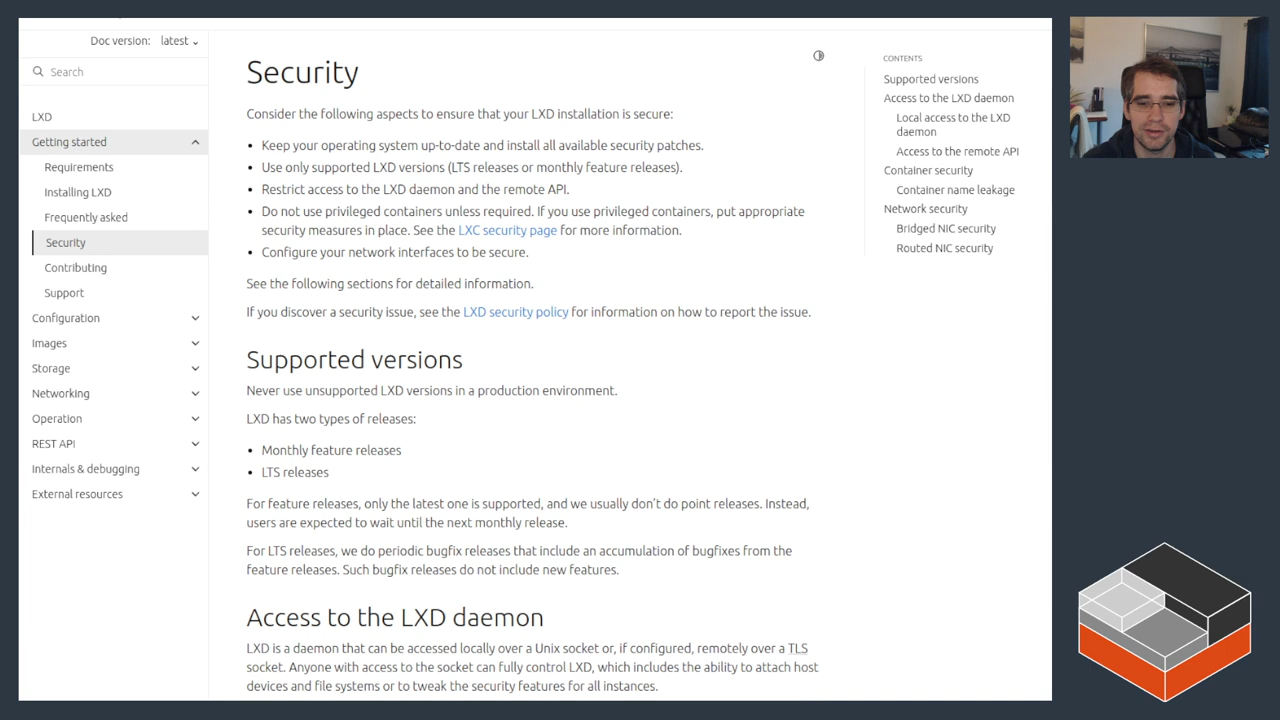 Doc version: latest
Search
LXD
Getting started
Requirements
Installing LXD
Frequently asked
Security
Contributing
Support
Configuration
Images
Storage
Networking
Operation
REST API
Internals & debugging
External resources
Security
Consider the following aspects to ensure that your LXD installation is secure:
• Keep your operating system up-to-date and install all available security patches.
• Use only supported LXD versions (LTS releases or monthly feature releases).
• Restrict access to the LXD daemon and the remote API.
• Do not use privileged containers unless required. If you use privileged containers, put appropriate
security measures in place. See the LXC security page for more information.
• Configure your network interfaces to be secure.
See the following sections for detailed information.
If you discover a security issue, see the LXD security policy for information on how to report the issue.
Supported versions
Never use unsupported LXD versions in a production environment.
LXD has two types of releases:
• Monthly feature releases
• LTS releases
For feature releases, only the latest one is supported, and we usually don't do point releases. Instead,
users are expected to wait until the next monthly release.
For LTS releases, we do periodic bugfix releases that include an accumulation of bugfixes from the
feature releases. Such bugfix releases do not include new features.
Access to the LXD daemon
LXD is a daemon that can be accessed locally over a Unix socket or, if configured, remotely over a TLS
socket. Anyone with access to the socket can fully control LXD, which includes the ability to attach host
devices and file systems or to tweak the security features for all instances.
CONTENTS
Supported versions
Access to the LXD daemon
Local access to the LXD
daemon
Access to the remote API
Container security
Container name leakage
Network security
Bridged NIC security
Routed NIC security